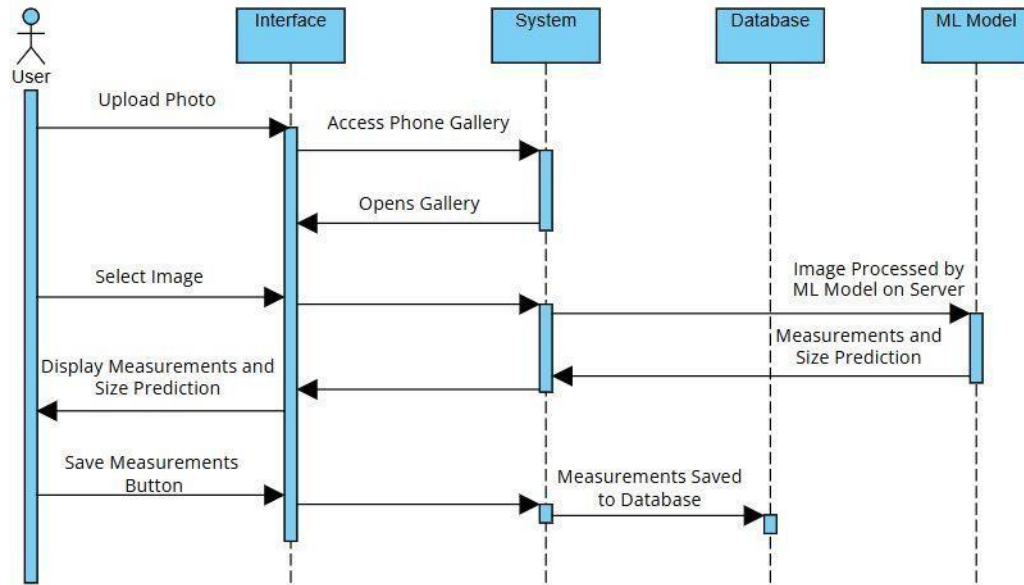 Interface
System
Database
ML Model
User
Upload Photo
Access Phone Gallery
Opens Gallery
Select Image
Image Processed by
ML Model on Server
Measurements and
Size Prediction
Display Measurements and
Size Prediction
Save Measurements
Button
Measurements Saved
to Database